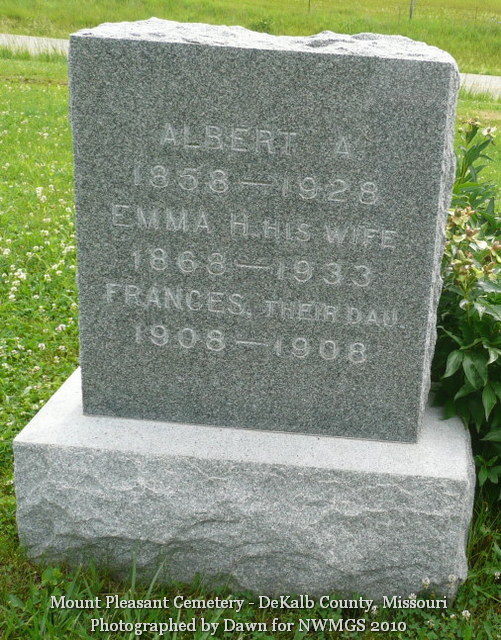 ALBERT A.
1858—1928
EMMA H. HIS WIFE
1868—1933
FRANCES, THEIR DAU.
1908—1908
Mount Pleasant Cemetery - DeKalb County, Missouri
Photographed by Dawn for NWMGS 2010